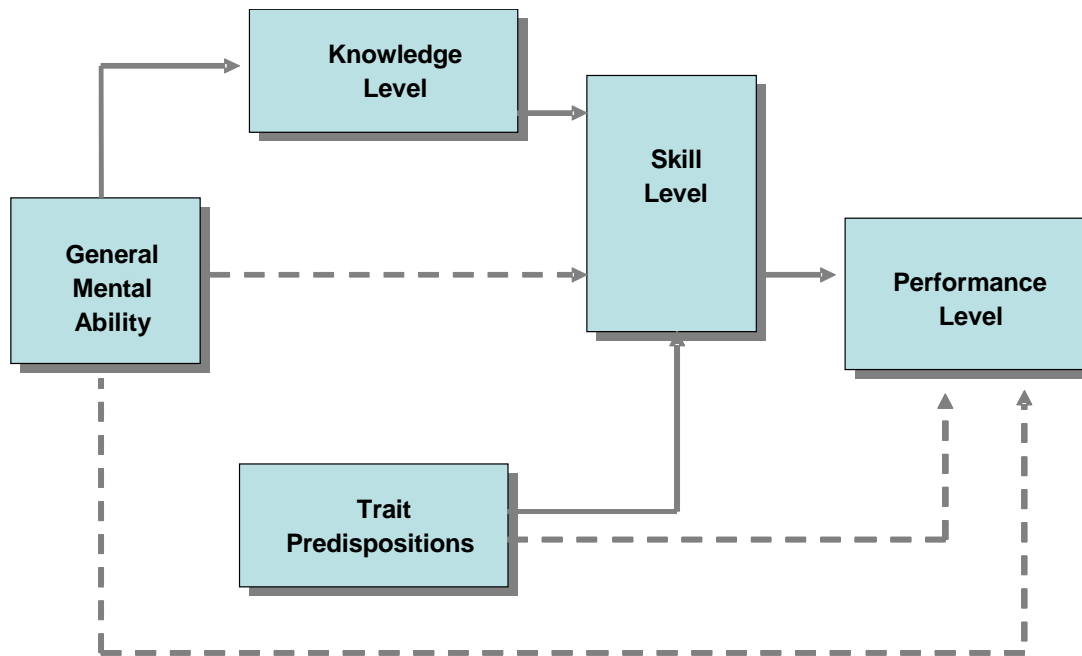 Knowledge
Level
Skill
Level
General
Mental
Ability
Performance
Level
Trait
Predispositions